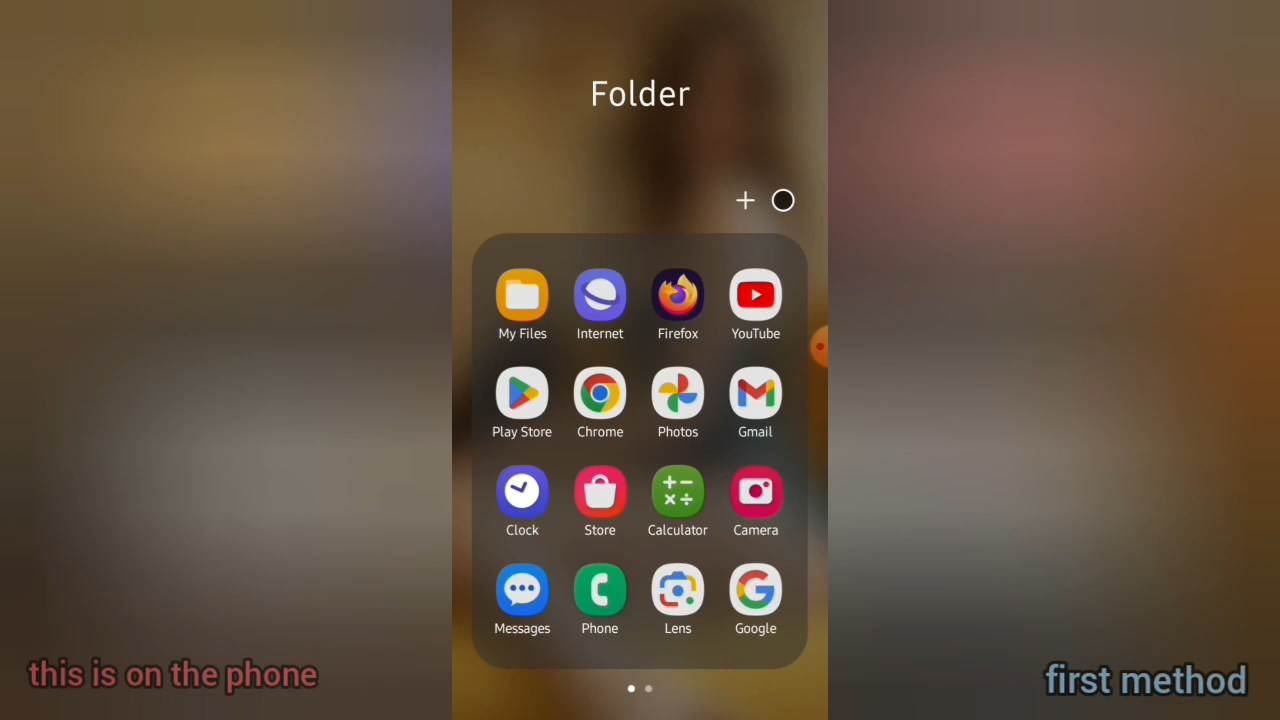 Folder
My Files Internet Firefox YouTube
Play Store Chrome Photos Gmail
Clock Store Calculator Camera
Messages Phone Lens Google
this is on the phone
first method